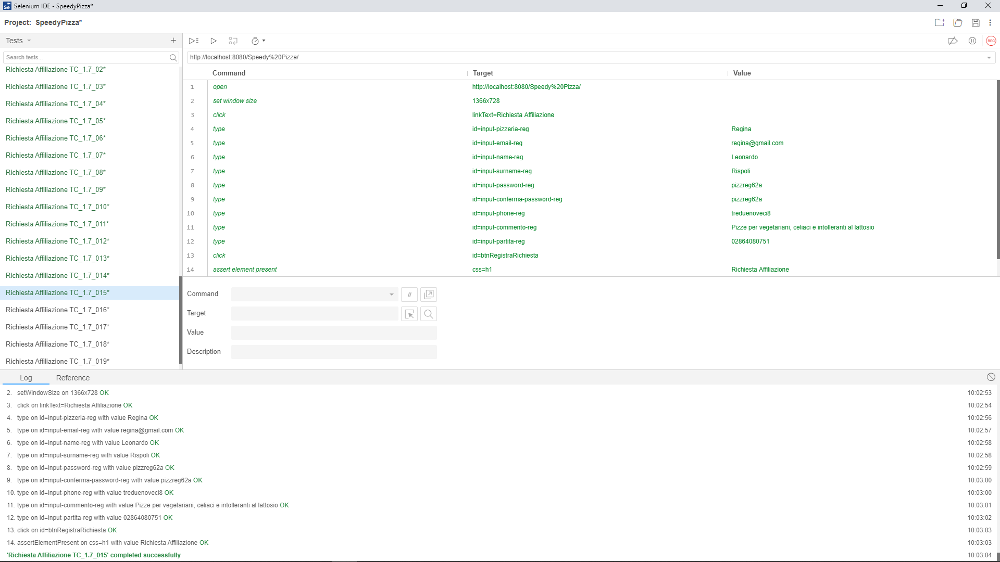 Selenium IDE - SpeedyPizza*
Project: SpeedyPizza*
Tests
Search tests...
Richiesta Affiliazione TC_1.7_02*
Richiesta Affiliazione TC_1.7_03*
Richiesta Affiliazione TC_1.7_04*
Richiesta Affiliazione TC_1.7_05*
Richiesta Affiliazione TC_1.7_06*
Richiesta Affiliazione TC_1.7_07*
Richiesta Affiliazione TC_1.7_08*
Richiesta Affiliazione TC_1.7_09*
Richiesta Affiliazione TC_1.7_010*
Richiesta Affiliazione TC_1.7_011*
Richiesta Affiliazione TC_1.7_012*
Richiesta Affiliazione TC_1.7_013*
Richiesta Affiliazione TC_1.7_014*
Richiesta Affiliazione TC_1.7_015*
Richiesta Affiliazione TC_1.7_016*
Richiesta Affiliazione TC_1.7_017*
Richiesta Affiliazione TC_1.7_018*
Richiesta Affiliazione TC_1.7_019*
REC
http://localhost:8080/Speedy%20Pizza/
Command Target Value
1 open http://localhost:8080/Speedy%20Pizza/
2 set window size 1366x728
3 click linkText=Richiesta Affiliazione
4 type id=input-pizzeria-reg Regina
5 type id=input-email-reg regina@gmail.com
6 type id=input-name-reg Leonardo
7 type id=input-surname-reg Rispoli
8 type id=input-password-reg pizzreg62a
9 type id=input-conferma-password-reg pizzreg62a
10 type id=input-phone-reg treduenoveci8
11 type id=input-commento-reg Pizze per vegetariani, celiaci e intolleranti al lattosio
12 type id=input-partita-reg 02864080751
13 click id=btnRegistraRichiesta
14 assert element present css=h1 Richiesta Affiliazione
Command //
Target
Value
Description
Log Reference
2. setWindowSize on 1366x728 OK 10:02:53
3. click on linkText=Richiesta Affiliazione OK 10:02:54
4. type on id=input-pizzeria-reg with value Regina OK 10:02:56
5. type on id=input-email-reg with value regina@gmail.com OK 10:02:57
6. type on id=input-name-reg with value Leonardo OK 10:02:58
7. type on id=input-surname-reg with value Rispoli OK 10:02:58
8. type on id=input-password-reg with value pizzreg62a OK 10:02:59
9. type on id=input-conferma-password-reg with value pizzreg62a OK 10:03:00
10. type on id=input-phone-reg with value treduenoveci8 OK 10:03:00
11. type on id=input-commento-reg with value Pizze per vegetariani, celiaci e intolleranti al lattosio OK 10:03:01
12. type on id=input-partita-reg with value 02864080751 OK 10:03:02
13. click on id=btnRegistraRichiesta OK 10:03:03
14. assertElementPresent on css=h1 with value Richiesta Affiliazione OK 10:03:03
'Richiesta Affiliazione TC_1.7_015' completed successfully 10:03:04